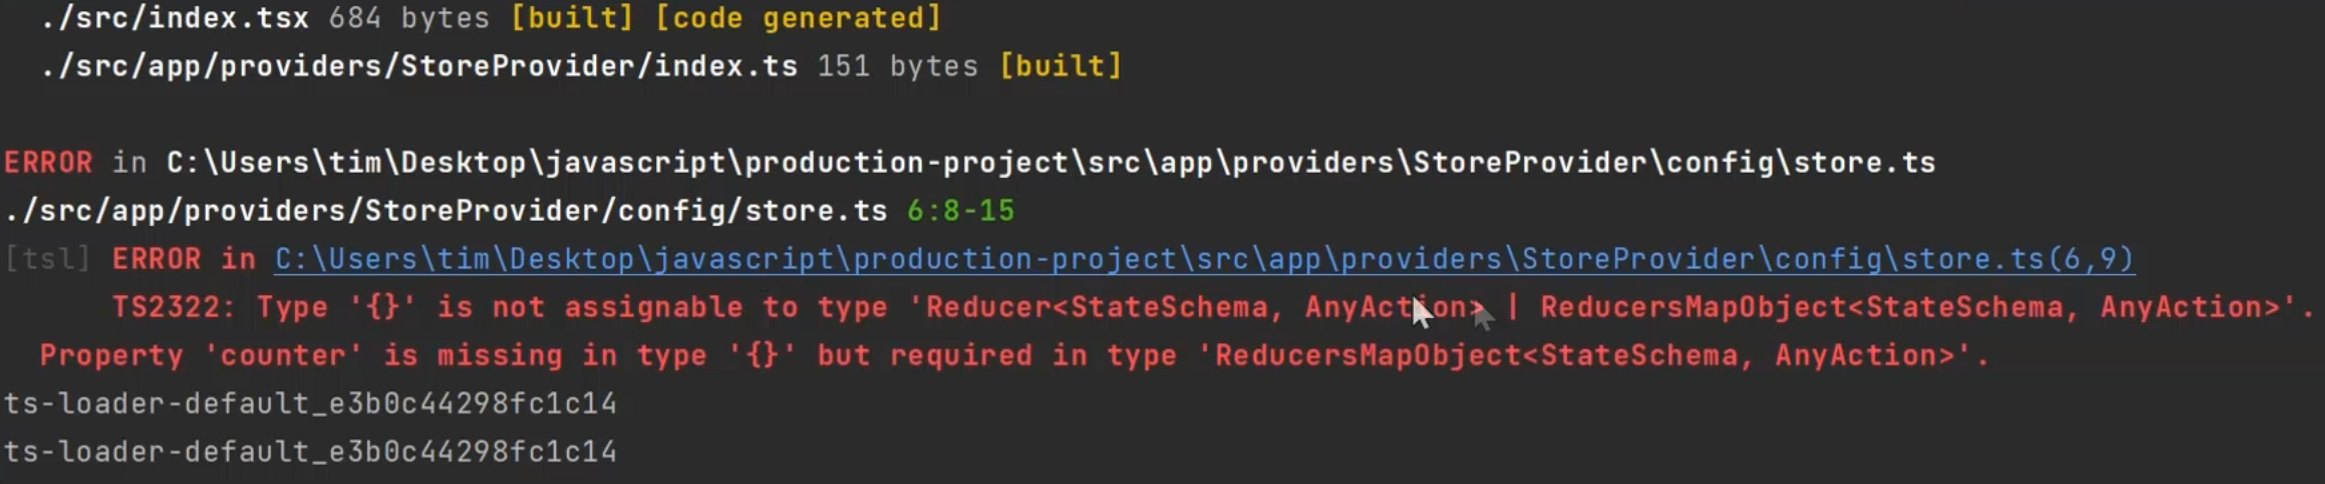 ./src/index.tsx 684 bytes [built] [code generated]
./src/app/providers/StoreProvider/index.ts 151 bytes [built]
ERROR in C:\Users\tim\Desktop\javascript\production-project\src\app\providers\StoreProvider\config\store.ts
./src/app/providers/StoreProvider/config/store.ts 6:8-15
[tsl] ERROR in C:\Users\tim\Desktop\javascript\production-project\src\app\providers\StoreProvider\config\store.ts(6,9)
TS2322: Type '{}' is not assignable to type 'Reducer<StateSchema, AnyAction> | ReducersMapObject<StateSchema, AnyAction>'.
Property 'counter' is missing in type '{}' but required in type 'ReducersMapObject<StateSchema, AnyAction>'.
ts-loader-default_e3b0c44298fc1c14
ts-loader-default_e3b0c44298fc1c14